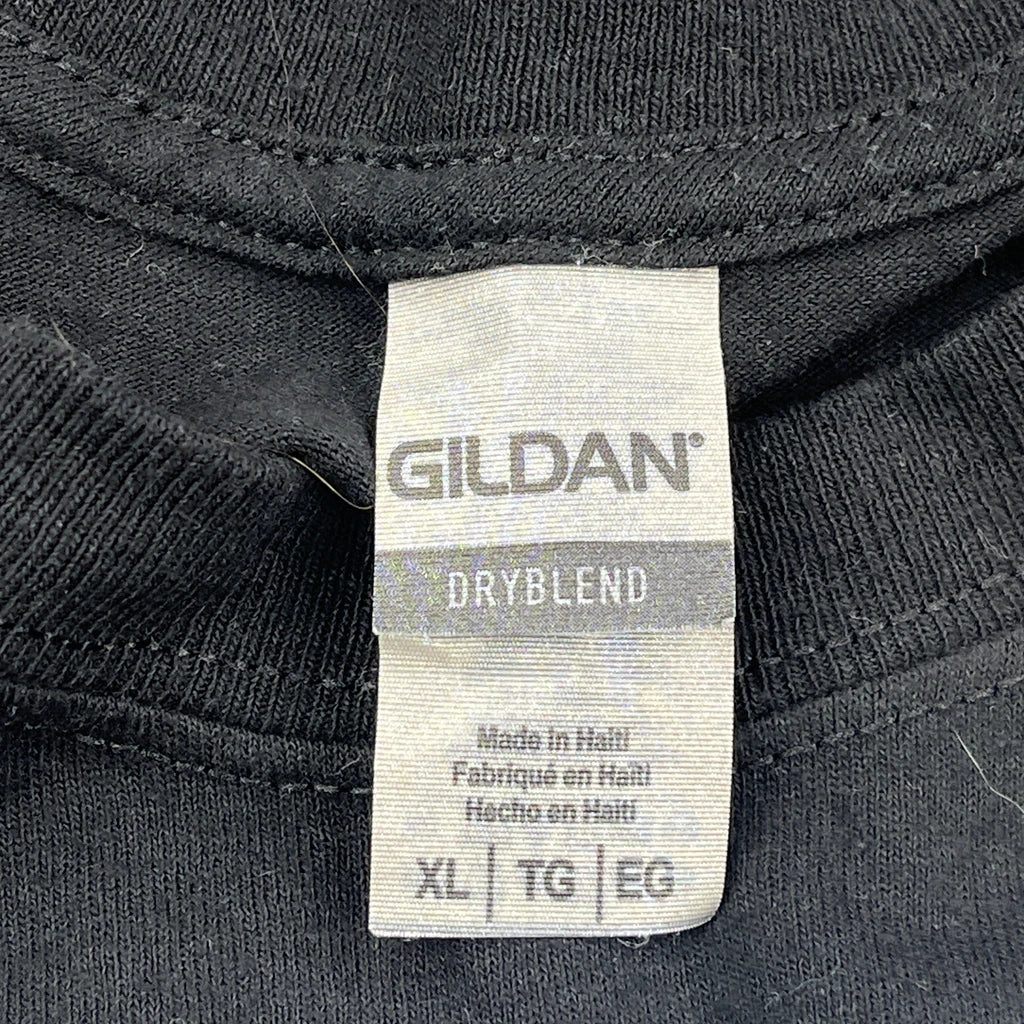 GILDAN®
DRYBLEND
Made in Haiti
Fabriqué en Haïti
Hecho en Haití
XL | TG | EG